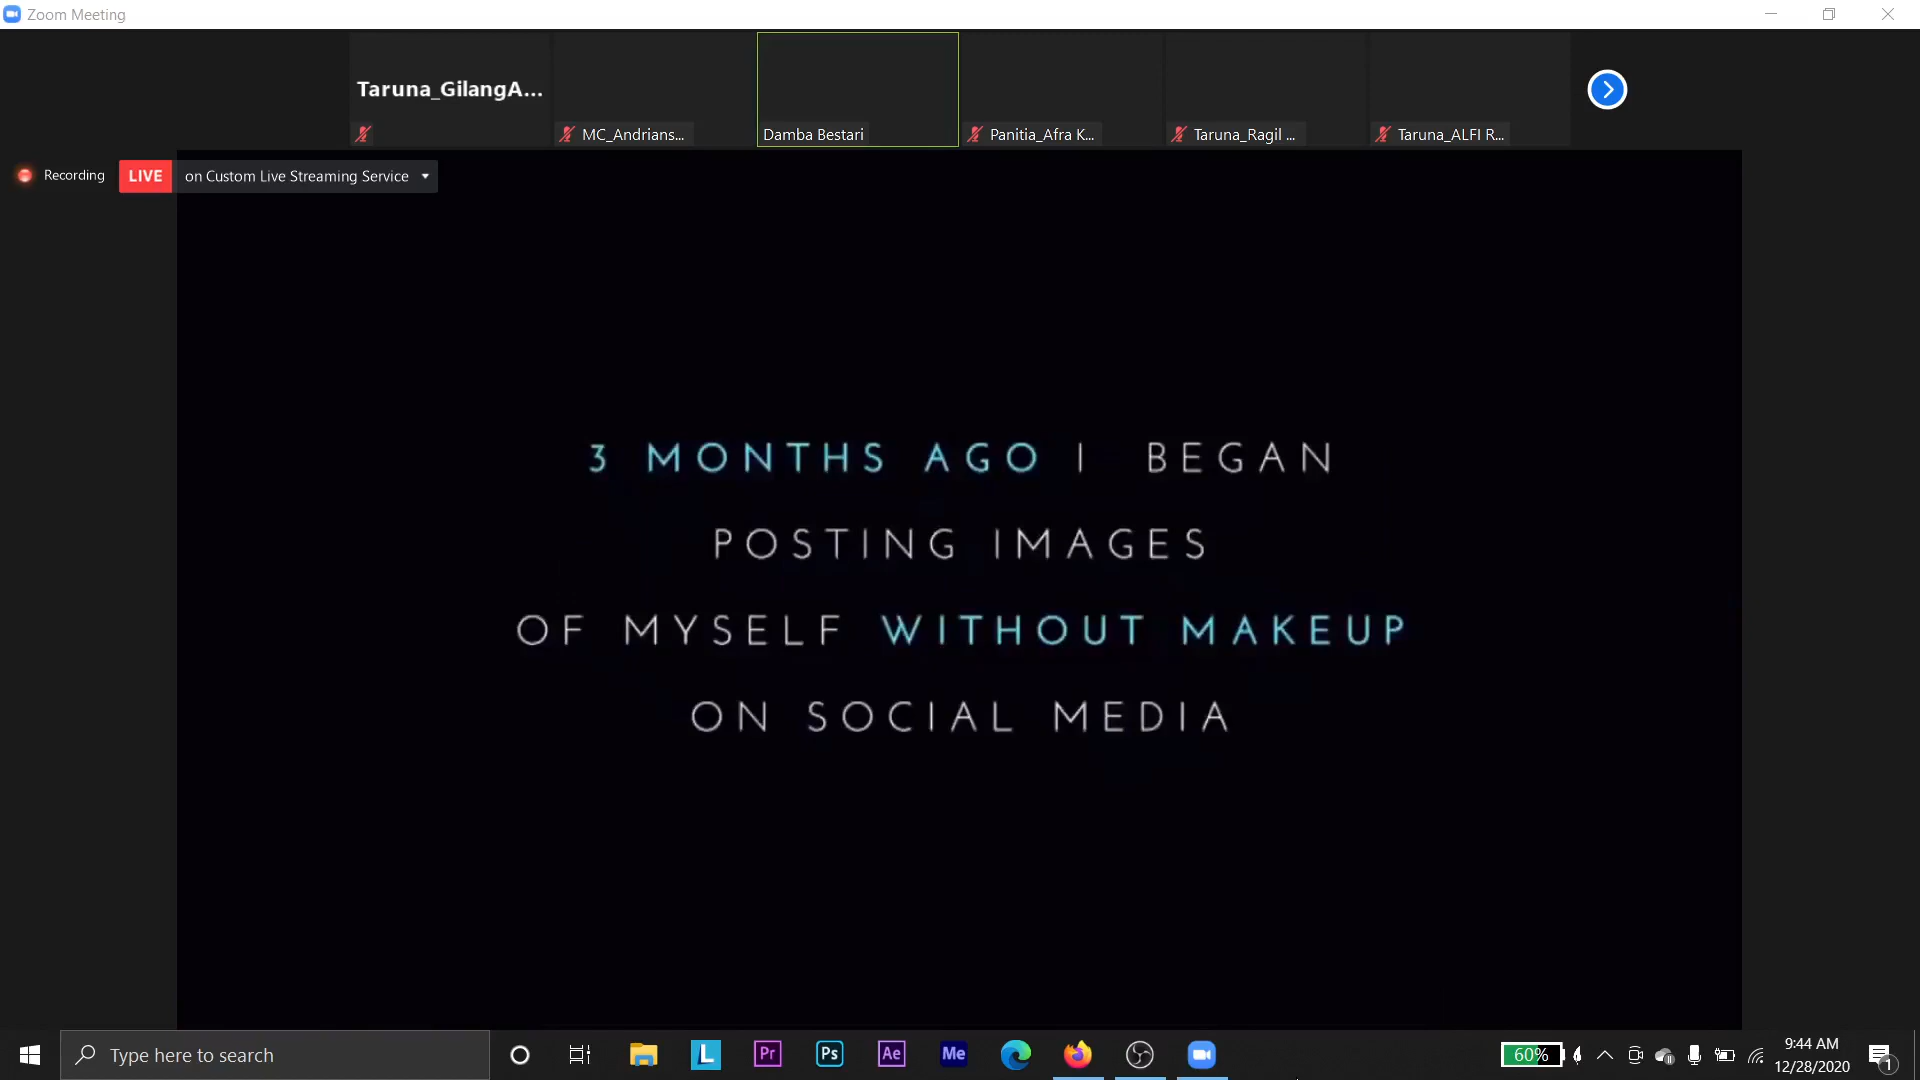 Zoom Meeting
Taruna_GilangA...
MC_Andrians...
Damba Bestari
Panitia_Afra K...
Taruna_Ragil ...
Taruna_ALFI R...
Recording
LIVE
on Custom Live Streaming Service
3 MONTHS AGO I BEGAN
POSTING IMAGES
OF MYSELF WITHOUT MAKEUP
ON SOCIAL MEDIA
Type here to search
L
Pr
Ps
Ae
Me
60%
9:44 AM
12/28/2020
1